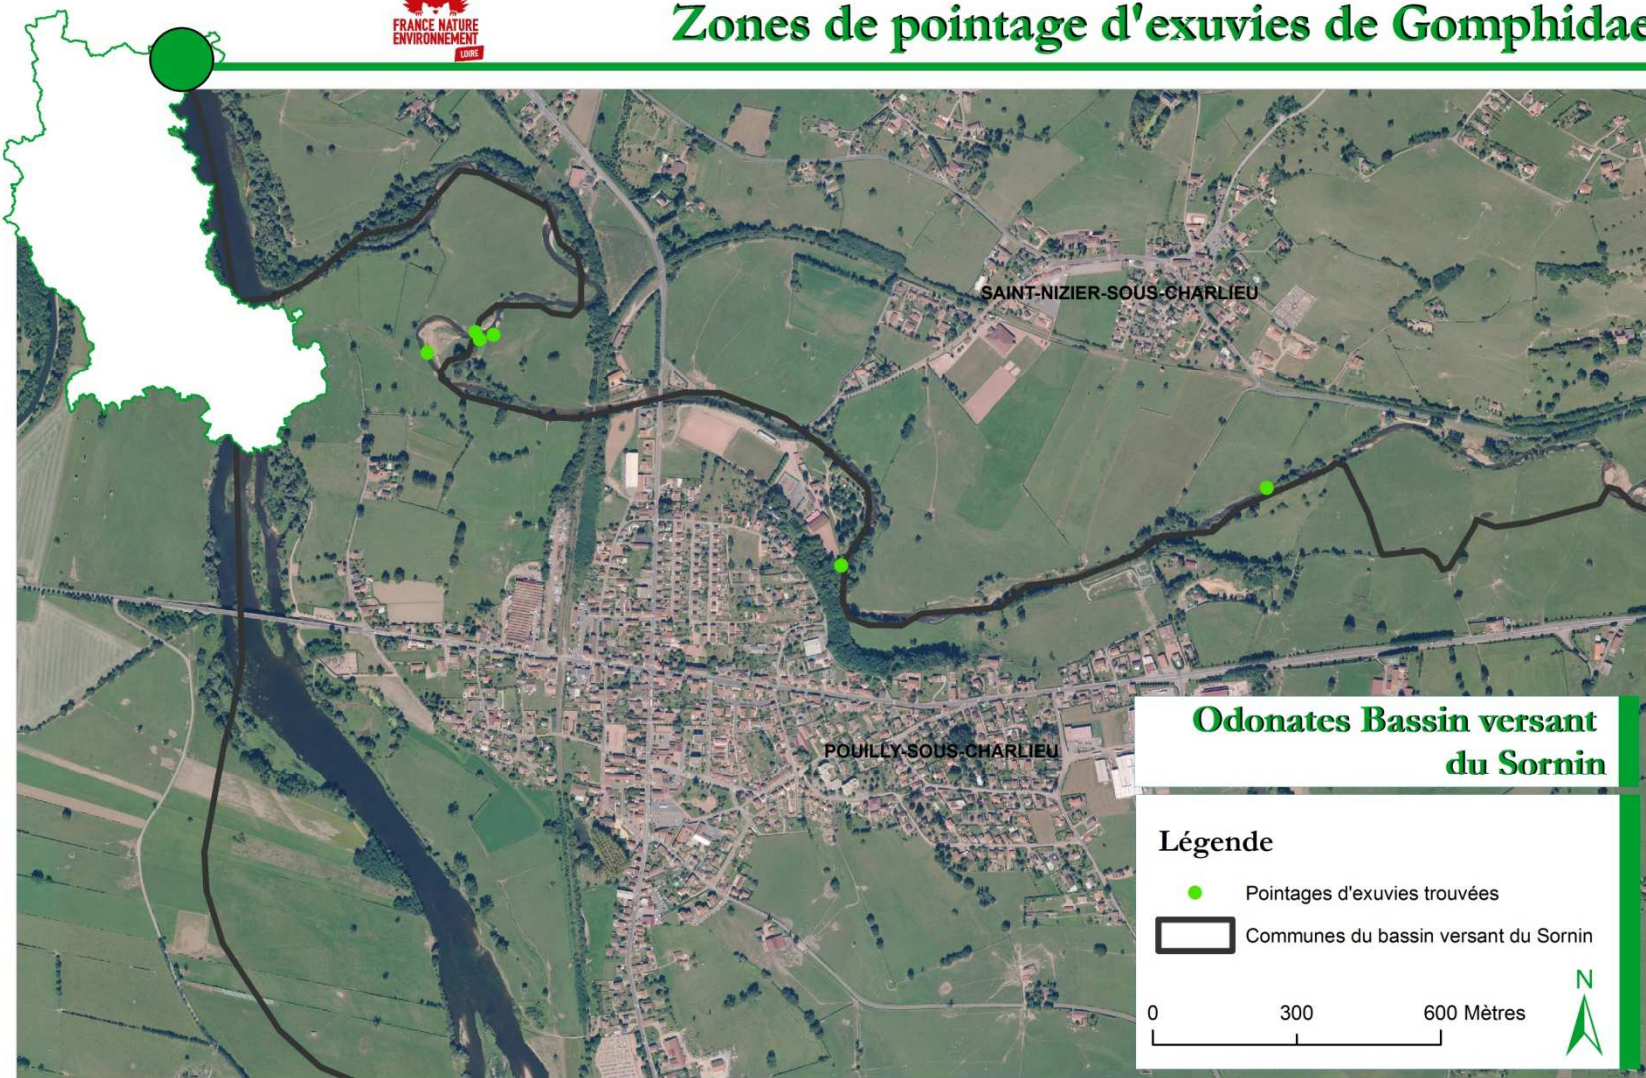 FRANCE NATURE
ENVIRONNEMENT
LOIRE
Zones de pointage d'exuvies de Gomphidae
SAINT-NIZIER-SOUS-CHARLIEU
POUILLY-SOUS-CHARLIEU
Odonates Bassin versant
du Sornin
Légende
Pointages d'exuvies trouvées
Communes du bassin versant du Sornin
N
0 300 600 Mètres